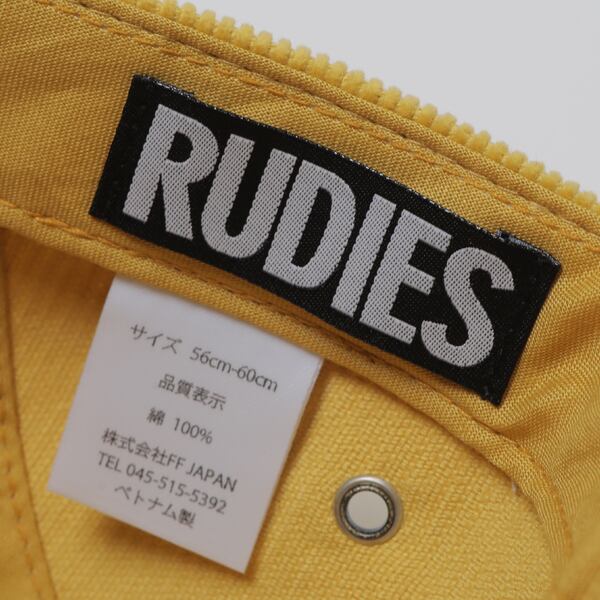 RUDIES
サイズ 56cm-60cm
品質表示
綿 100%
株式会社FF JAPAN
TEL 045-515-5392
ベトナム製